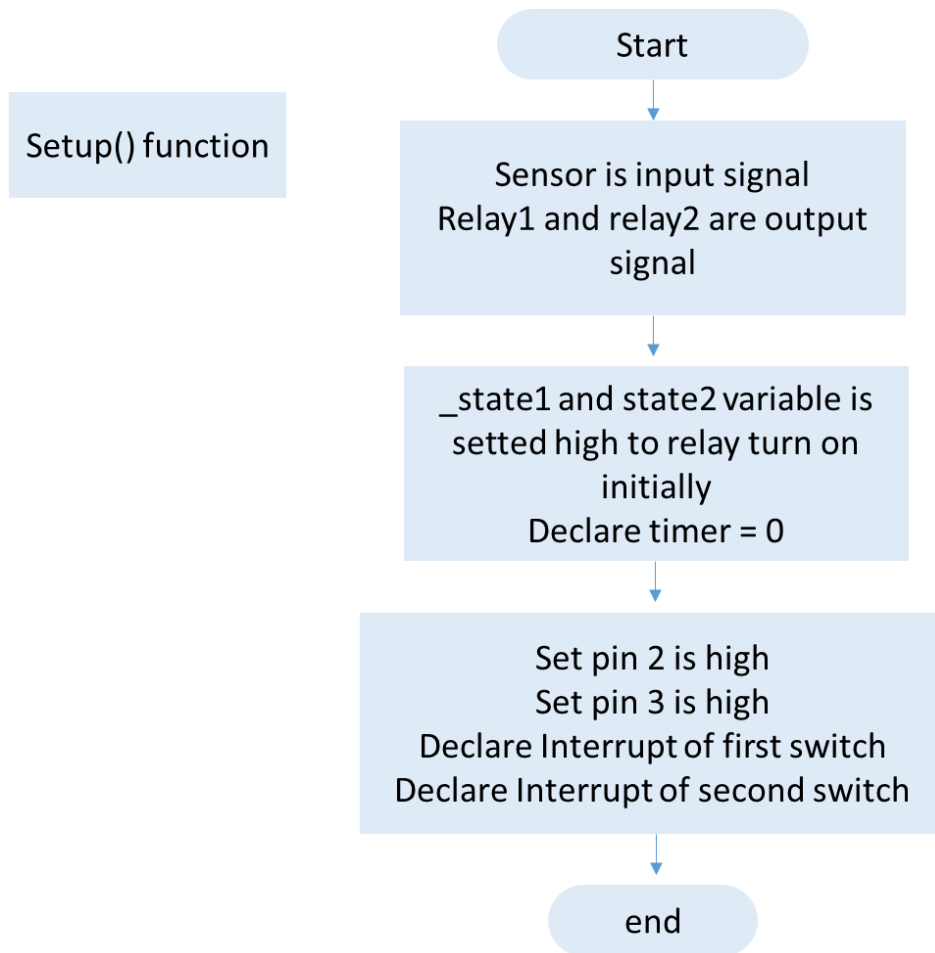 Start
Setup() function
Sensor is input signal
Relay1 and relay2 are output
signal
_state1 and state2 variable is
setted high to relay turn on
initially
Declare timer = 0
Set pin 2 is high
Set pin 3 is high
Declare Interrupt of first switch
Declare Interrupt of second switch
end